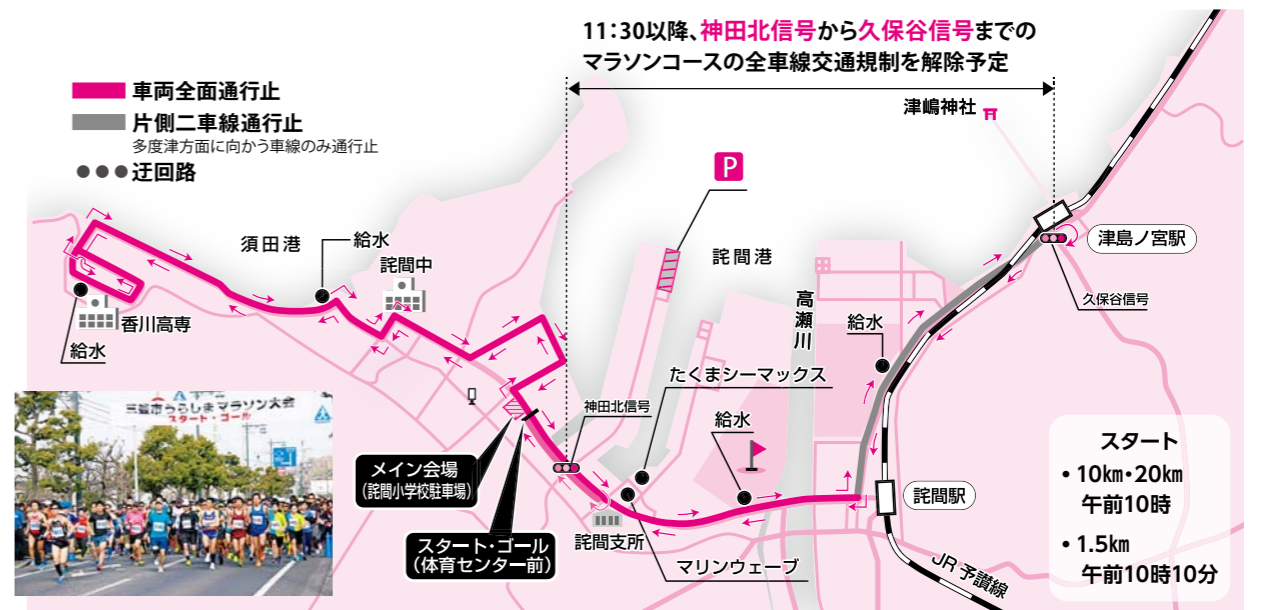 11:30以降、神田北信号から久保谷信号までの
マラソンコースの全車線交通規制を解除予定
車両全面通行止
片側二車線通行止
多度津方面に向かう車線のみ通行止
迂回路
津嶋神社
P
須田港
給水
詫間中
詫間港
高瀬川
津島ノ宮駅
久保谷信号
香川高専
給水
給水
たくまシーマックス
神田北信号
給水
三豊市うらしまマラソン大会
スタート・ゴール
メイン会場
(詫間小学校駐車場)
スタート・ゴール
(体育センター前)
詫間支所
マリンウェーブ
詫間駅
JR予讃線
スタート
・10km・20km
午前10時
・1.5km
午前10時10分